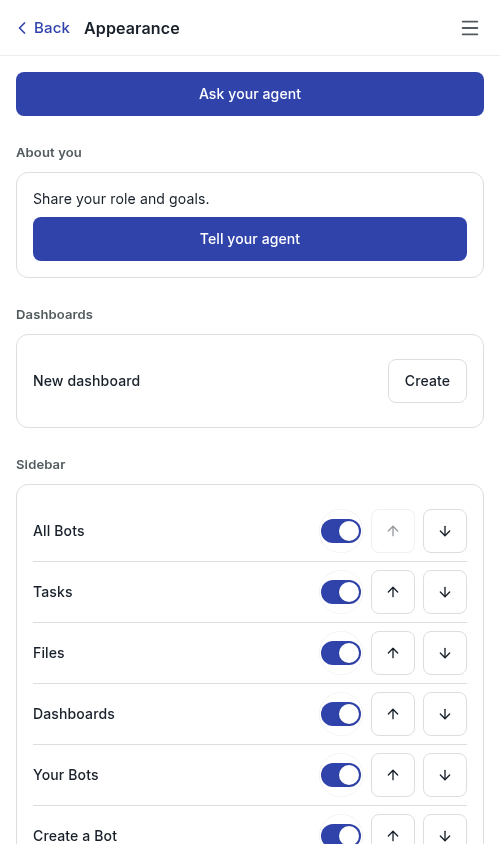 Back Appearance
Ask your agent
About you
Share your role and goals.
Tell your agent
Dashboards
New dashboard Create
Sidebar
All Bots
Tasks
Files
Dashboards
Your Bots
Create a Bot